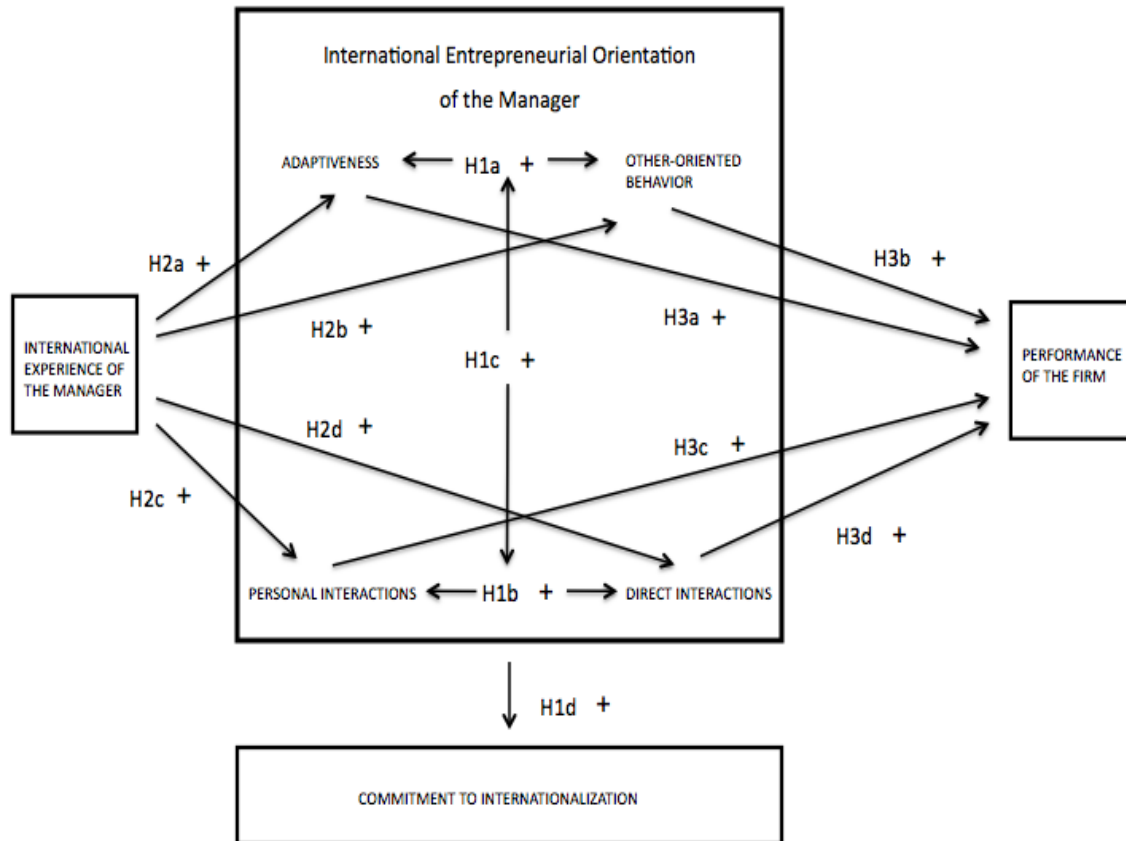 International Entrepreneurial Orientation
of the Manager
ADAPTIVENESS
H1a +
OTHER-ORIENTED
BEHAVIOR
H2a +
H3b +
H2b +
H3a +
INTERNATIONAL
EXPERIENCE OF
THE MANAGER
H1c +
PERFORMANCE
OF THE FIRM
H2d +
H3c +
H2c +
H3d +
PERSONAL INTERACTIONS
H1b +
DIRECT INTERACTIONS
H1d +
COMMITMENT TO INTERNATIONALIZATION